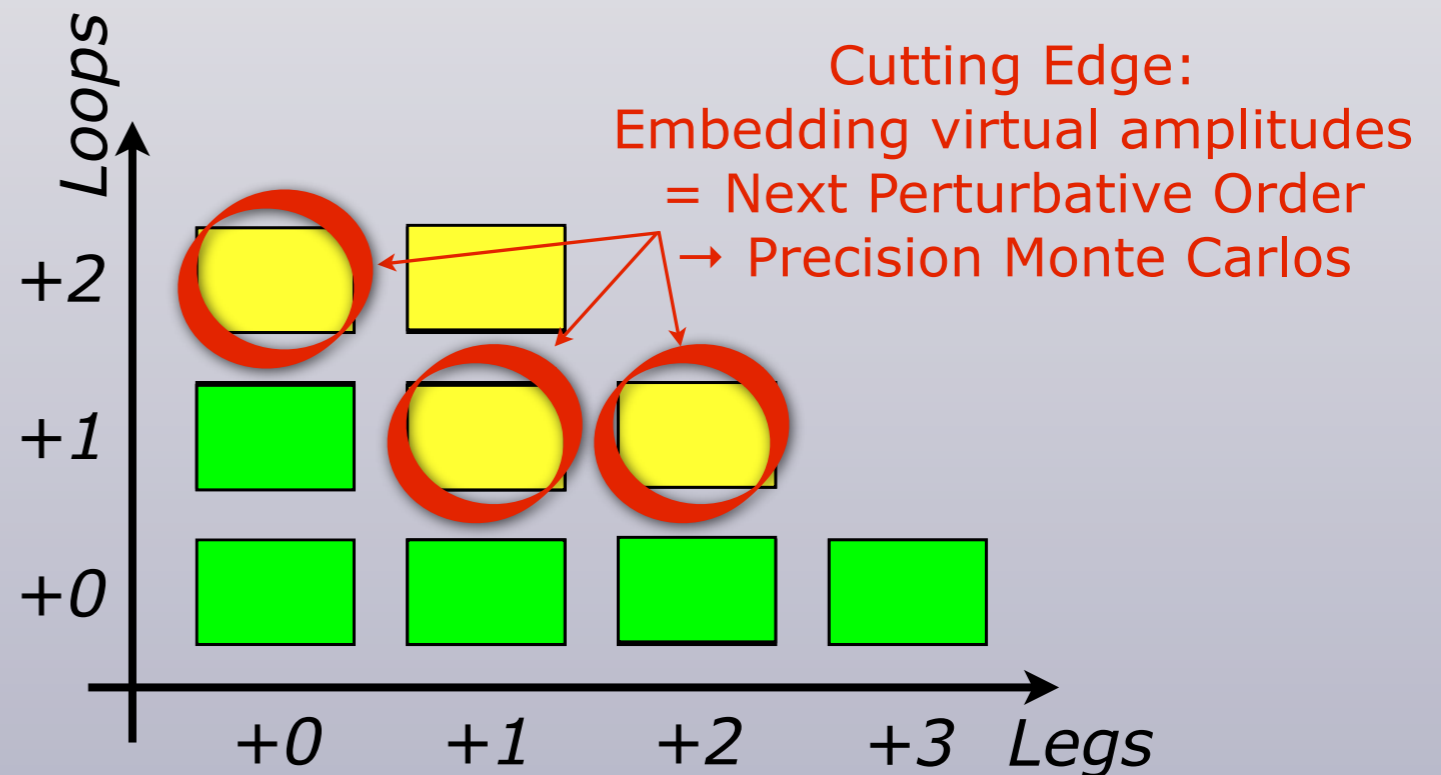 Loops
Cutting Edge:
Embedding virtual amplitudes
= Next Perturbative Order
→ Precision Monte Carlos
+2
+1
+0
+0 +1 +2 +3 Legs